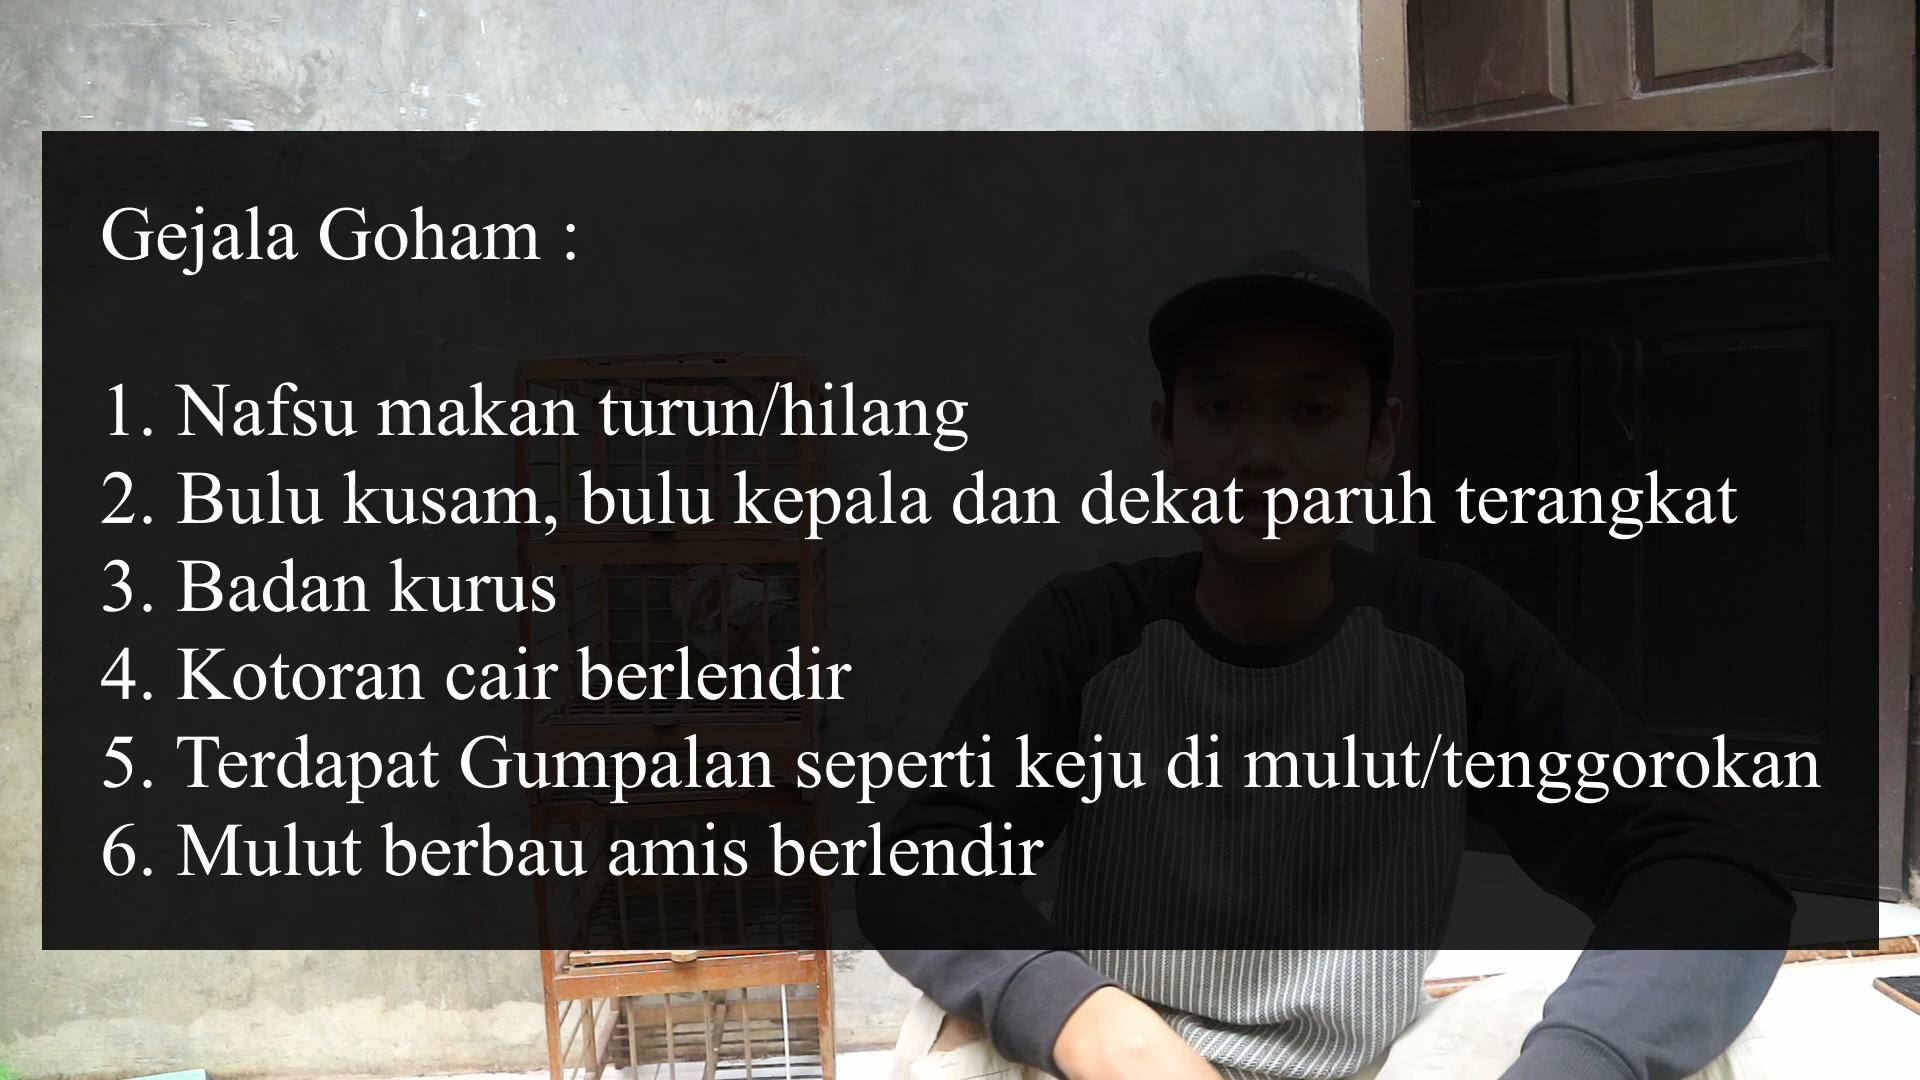 Gejala Goham :
1. Nafsu makan turun/hilang
2. Bulu kusam, bulu kepala dan dekat paruh terangkat
3. Badan kurus
4. Kotoran cair berlendir
5. Terdapat Gumpalan seperti keju di mulut/tenggorokan
6. Mulut berbau amis berlendir